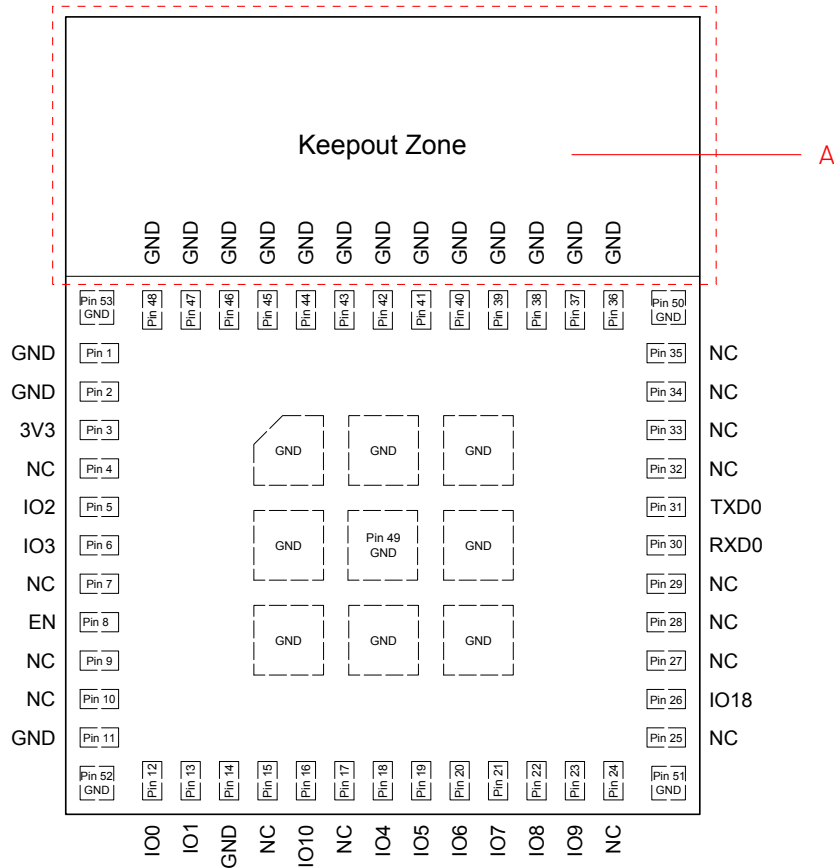 Keepout Zone
A
GND GND GND GND GND GND GND GND GND GND GND GND GND
Pin 53
GND
Pin 48 Pin 47 Pin 46 Pin 45 Pin 44 Pin 43 Pin 42 Pin 41 Pin 40 Pin 39 Pin 38 Pin 37 Pin 36
Pin 50
GND
GND Pin 1 Pin 35 NC
GND Pin 2 Pin 34 NC
3V3 Pin 3 Pin 33 NC
GND GND GND
NC Pin 4 Pin 32 NC
IO2 Pin 5 Pin 31 TXD0
IO3 Pin 6 Pin 30 RXD0
GND
Pin 49
GND
GND
NC Pin 7 Pin 29 NC
EN Pin 8 Pin 28 NC
GND GND GND
NC Pin 9 Pin 27 NC
NC Pin 10 Pin 26 IO18
GND Pin 11 Pin 25 NC
Pin 52
GND
Pin 12 Pin 13 Pin 14 Pin 15 Pin 16 Pin 17 Pin 18 Pin 19 Pin 20 Pin 21 Pin 22 Pin 23 Pin 24
Pin 51
GND
IO0 IO1 GND NC IO10 NC IO4 IO5 IO6 IO7 IO8 IO9 NC